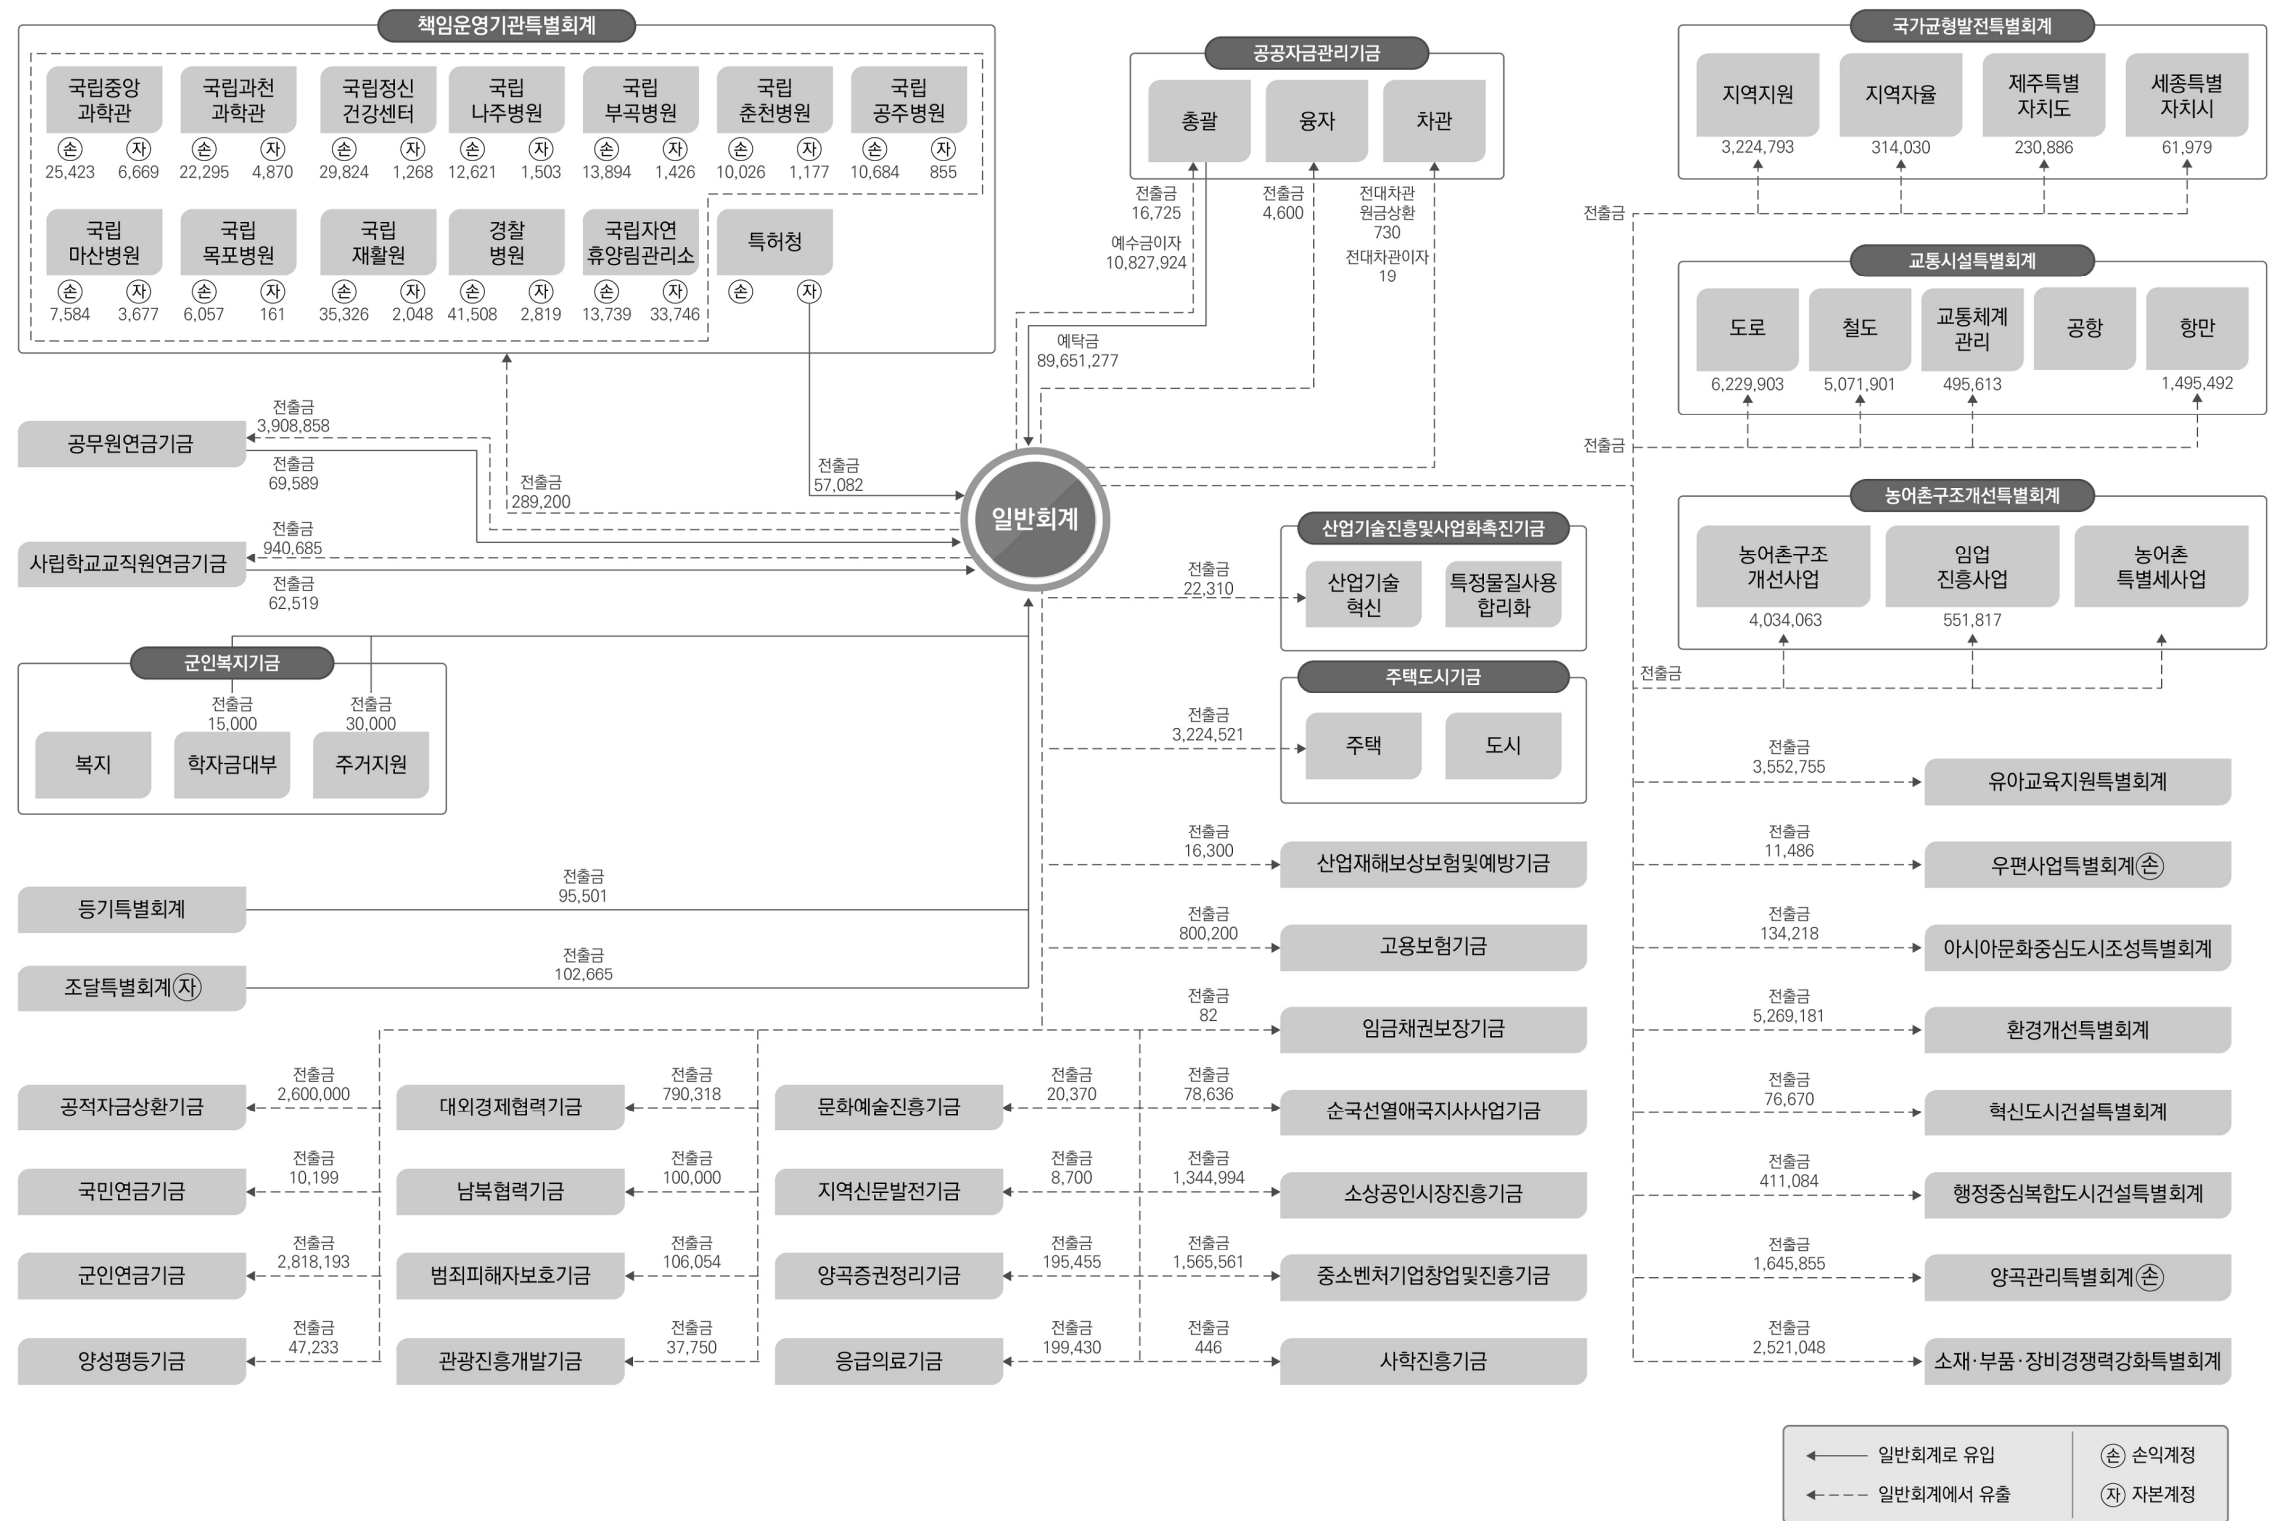 책임운영기관특별회계
국립중앙
과학관
손 자
25,423 6,669
국립과천
과학관
손 자
22,295 4,870
국립정신
건강센터
손 자
29,824 1,268
국립
나주병원
손 자
12,621 1,503
국립
부곡병원
손 자
13,894 1,426
국립
춘천병원
손 자
10,026 1,177
국립
공주병원
손 자
10,684 855
국립
마산병원
손 자
7,584 3,677
국립
목포병원
손 자
6,057 161
국립
재활원
손 자
35,326 2,048
경찰
병원
손 자
41,508 2,819
국립자연
휴양림관리소
손 자
13,739 33,746
특허청
손 자
공공자금관리기금
총괄
융자
차관
전출금
16,725
예수금이자
10,827,924
전출금
4,600
전대차관
원금상환
730
전대차관이자
19
예탁금
89,651,277
국가균형발전특별회계
지역지원
3,224,793
지역자율
314,030
제주특별
자치도
230,886
세종특별
자치시
61,979
전출금
교통시설특별회계
도로
6,229,903
철도
5,071,901
교통체계
관리
495,613
공항
항만
1,495,492
전출금
농어촌구조개선특별회계
농어촌구조
개선사업
4,034,063
임업
진흥사업
551,817
농어촌
특별세사업
전출금
공무원연금기금
전출금
3,908,858
전출금
69,589
전출금
289,200
전출금
57,082
일반회계
사립학교교직원연금기금
전출금
940,685
전출금
62,519
군인복지기금
전출금
15,000
전출금
30,000
복지
학자금대부
주거지원
산업기술진흥및사업화촉진기금
전출금
22,310
산업기술
혁신
특정물질사용
합리화
주택도시기금
전출금
3,224,521
주택
도시
등기특별회계
전출금
95,501
조달특별회계자
전출금
102,665
전출금
16,300
산업재해보상보험및예방기금
전출금
800,200
고용보험기금
전출금
82
임금채권보장기금
전출금
3,552,755
유아교육지원특별회계
전출금
11,486
우편사업특별회계손
전출금
134,218
아시아문화중심도시조성특별회계
전출금
5,269,181
환경개선특별회계
공적자금상환기금
전출금
2,600,000
대외경제협력기금
전출금
790,318
문화예술진흥기금
전출금
20,370
전출금
78,636
순국선열애국지사사업기금
전출금
76,670
혁신도시건설특별회계
국민연금기금
전출금
10,199
남북협력기금
전출금
100,000
지역신문발전기금
전출금
8,700
전출금
1,344,994
소상공인시장진흥기금
전출금
411,084
행정중심복합도시건설특별회계
군인연금기금
전출금
2,818,193
범죄피해자보호기금
전출금
106,054
양곡증권정리기금
전출금
195,455
전출금
1,565,561
중소벤처기업창업및진흥기금
전출금
1,645,855
양곡관리특별회계손
양성평등기금
전출금
47,233
관광진흥개발기금
전출금
37,750
응급의료기금
전출금
199,430
전출금
446
사학진흥기금
전출금
2,521,048
소재·부품·장비경쟁력강화특별회계
일반회계로 유입
손 손익계정
일반회계에서 유출
자 자본계정